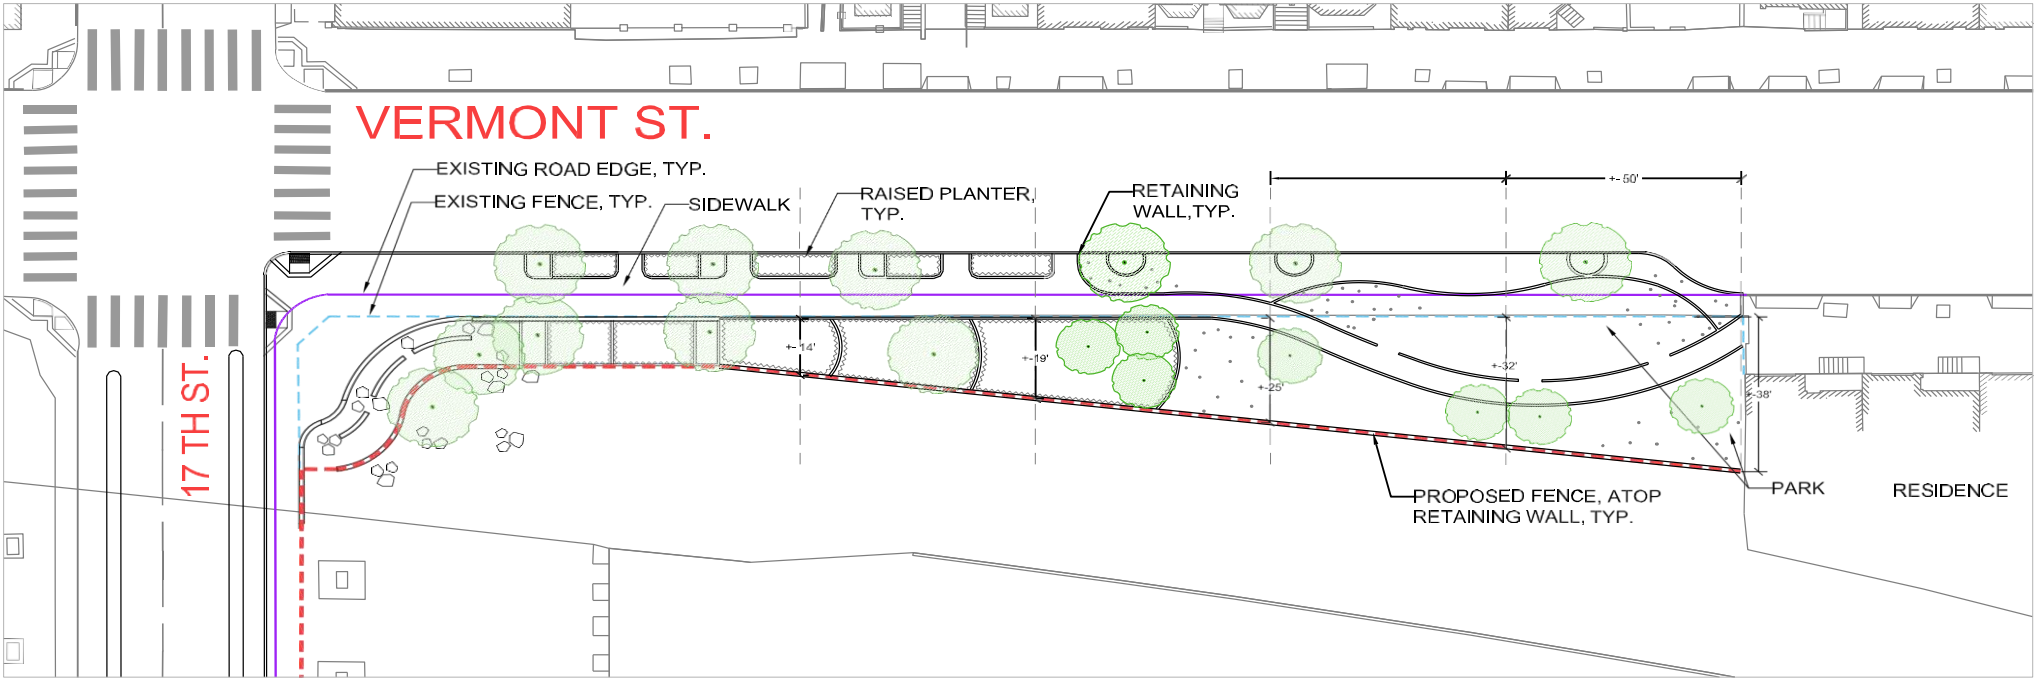 VERMONT ST.
EXISTING ROAD EDGE, TYP.
EXISTING FENCE, TYP.
SIDEWALK
RAISED PLANTER,
TYP.
RETAINING
WALL,TYP.
+-50'
+-14'
+-19'
+-25'
+-32'
+-38'
17 TH ST.
PROPOSED FENCE, ATOP
RETAINING WALL, TYP.
PARK
RESIDENCE